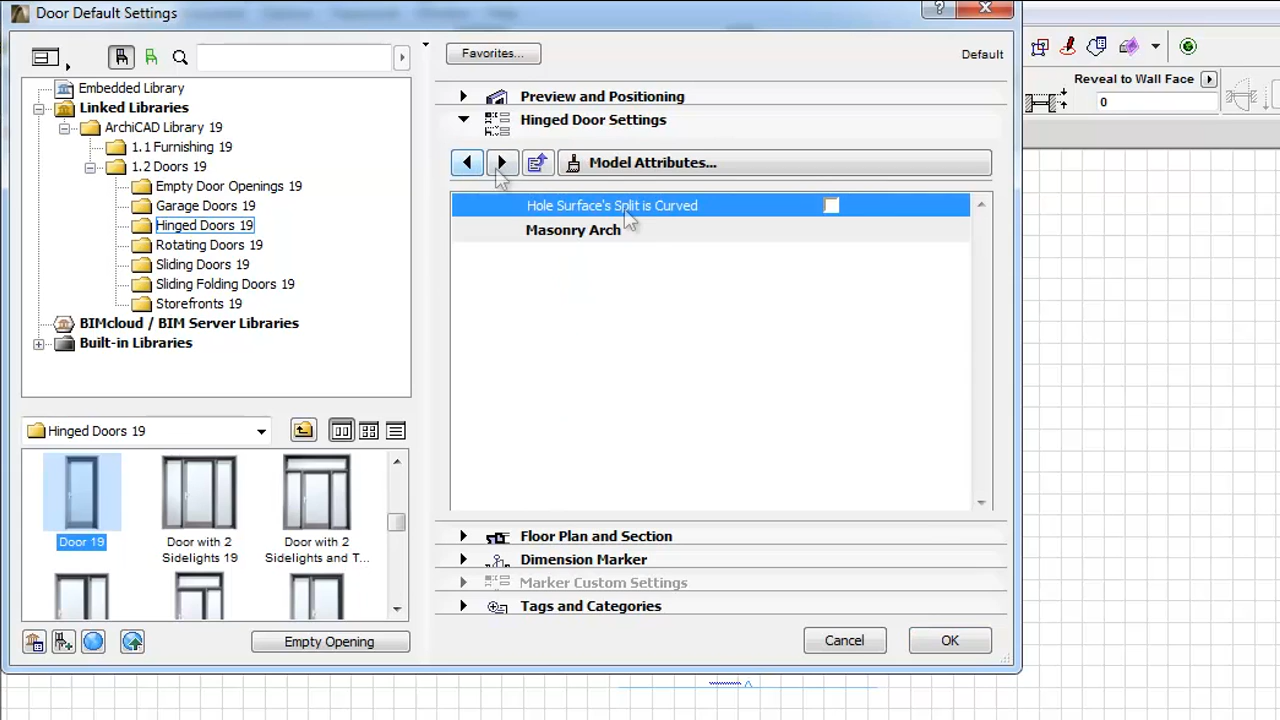 Door Default Settings
?
Favorites...
Default
Embedded Library
Linked Libraries
ArchiCAD Library 19
1.1 Furnishing 19
1.2 Doors 19
Empty Door Openings 19
Garage Doors 19
Hinged Doors 19
Rotating Doors 19
Sliding Doors 19
Sliding Folding Doors 19
Storefronts 19
BIMcloud / BIM Server Libraries
Built-in Libraries
Hinged Doors 19
Door 19
Door with 2
Sidelights 19
Door with 2
Sidelights and T...
Empty Opening
Preview and Positioning
Hinged Door Settings
Model Attributes...
Hole Surface's Split is Curved
Masonry Arch
Floor Plan and Section
Dimension Marker
Marker Custom Settings
Tags and Categories
Cancel
OK
Reveal to Wall Face
0